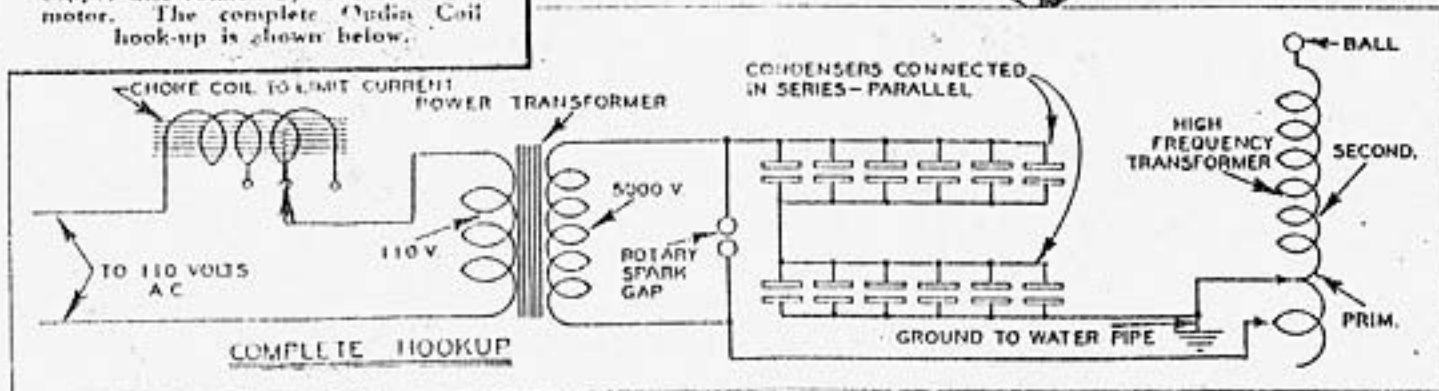 motor. The complete Oudin Coil
hook-up is shown below.
CHOKE COIL TO LIMIT CURRENT
POWER TRANSFORMER
CONDENSERS CONNECTED
IN SERIES-PARALLEL
BALL
HIGH
FREQUENCY
TRANSFORMER
SECOND.
5000 V.
110 V.
ROTARY
SPARK
GAP
TO 110 VOLTS
A C
GROUND TO WATER PIPE
PRIM.
COMPLETE HOOKUP